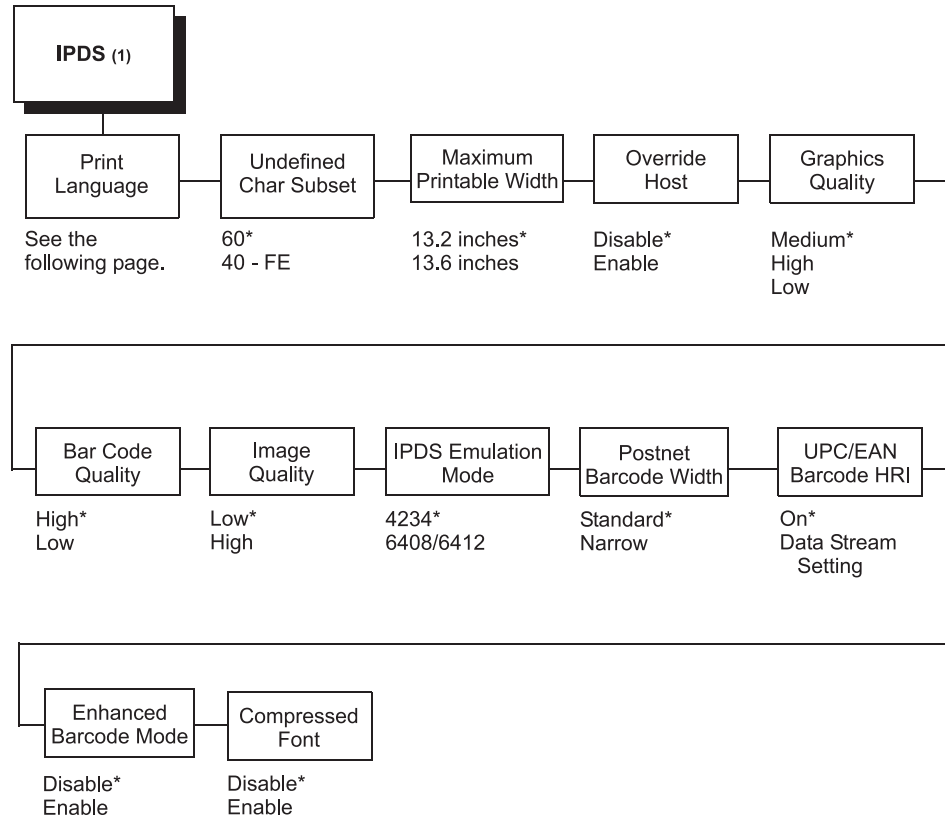 IPDS (1)
Print
Language
See the
following page.
Undefined
Char Subset
60*
40 - FE
Maximum
Printable Width
13.2 inches*
13.6 inches
Override
Host
Disable*
Enable
Graphics
Quality
Medium*
High
Low
Bar Code
Quality
High*
Low
Image
Quality
Low*
High
IPDS Emulation
Mode
4234*
6408/6412
Postnet
Barcode Width
Standard*
Narrow
UPC/EAN
Barcode HRI
On*
Data Stream
Setting
Enhanced
Barcode Mode
Disable*
Enable
Compressed
Font
Disable*
Enable